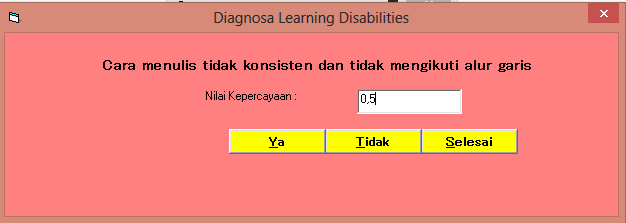 Diagnosa Learning Disabilities
Cara menulis tidak konsisten dan tidak mengikuti alur garis
Nilai Kepercayaan :
0,5
Ya
Tidak
Selesai